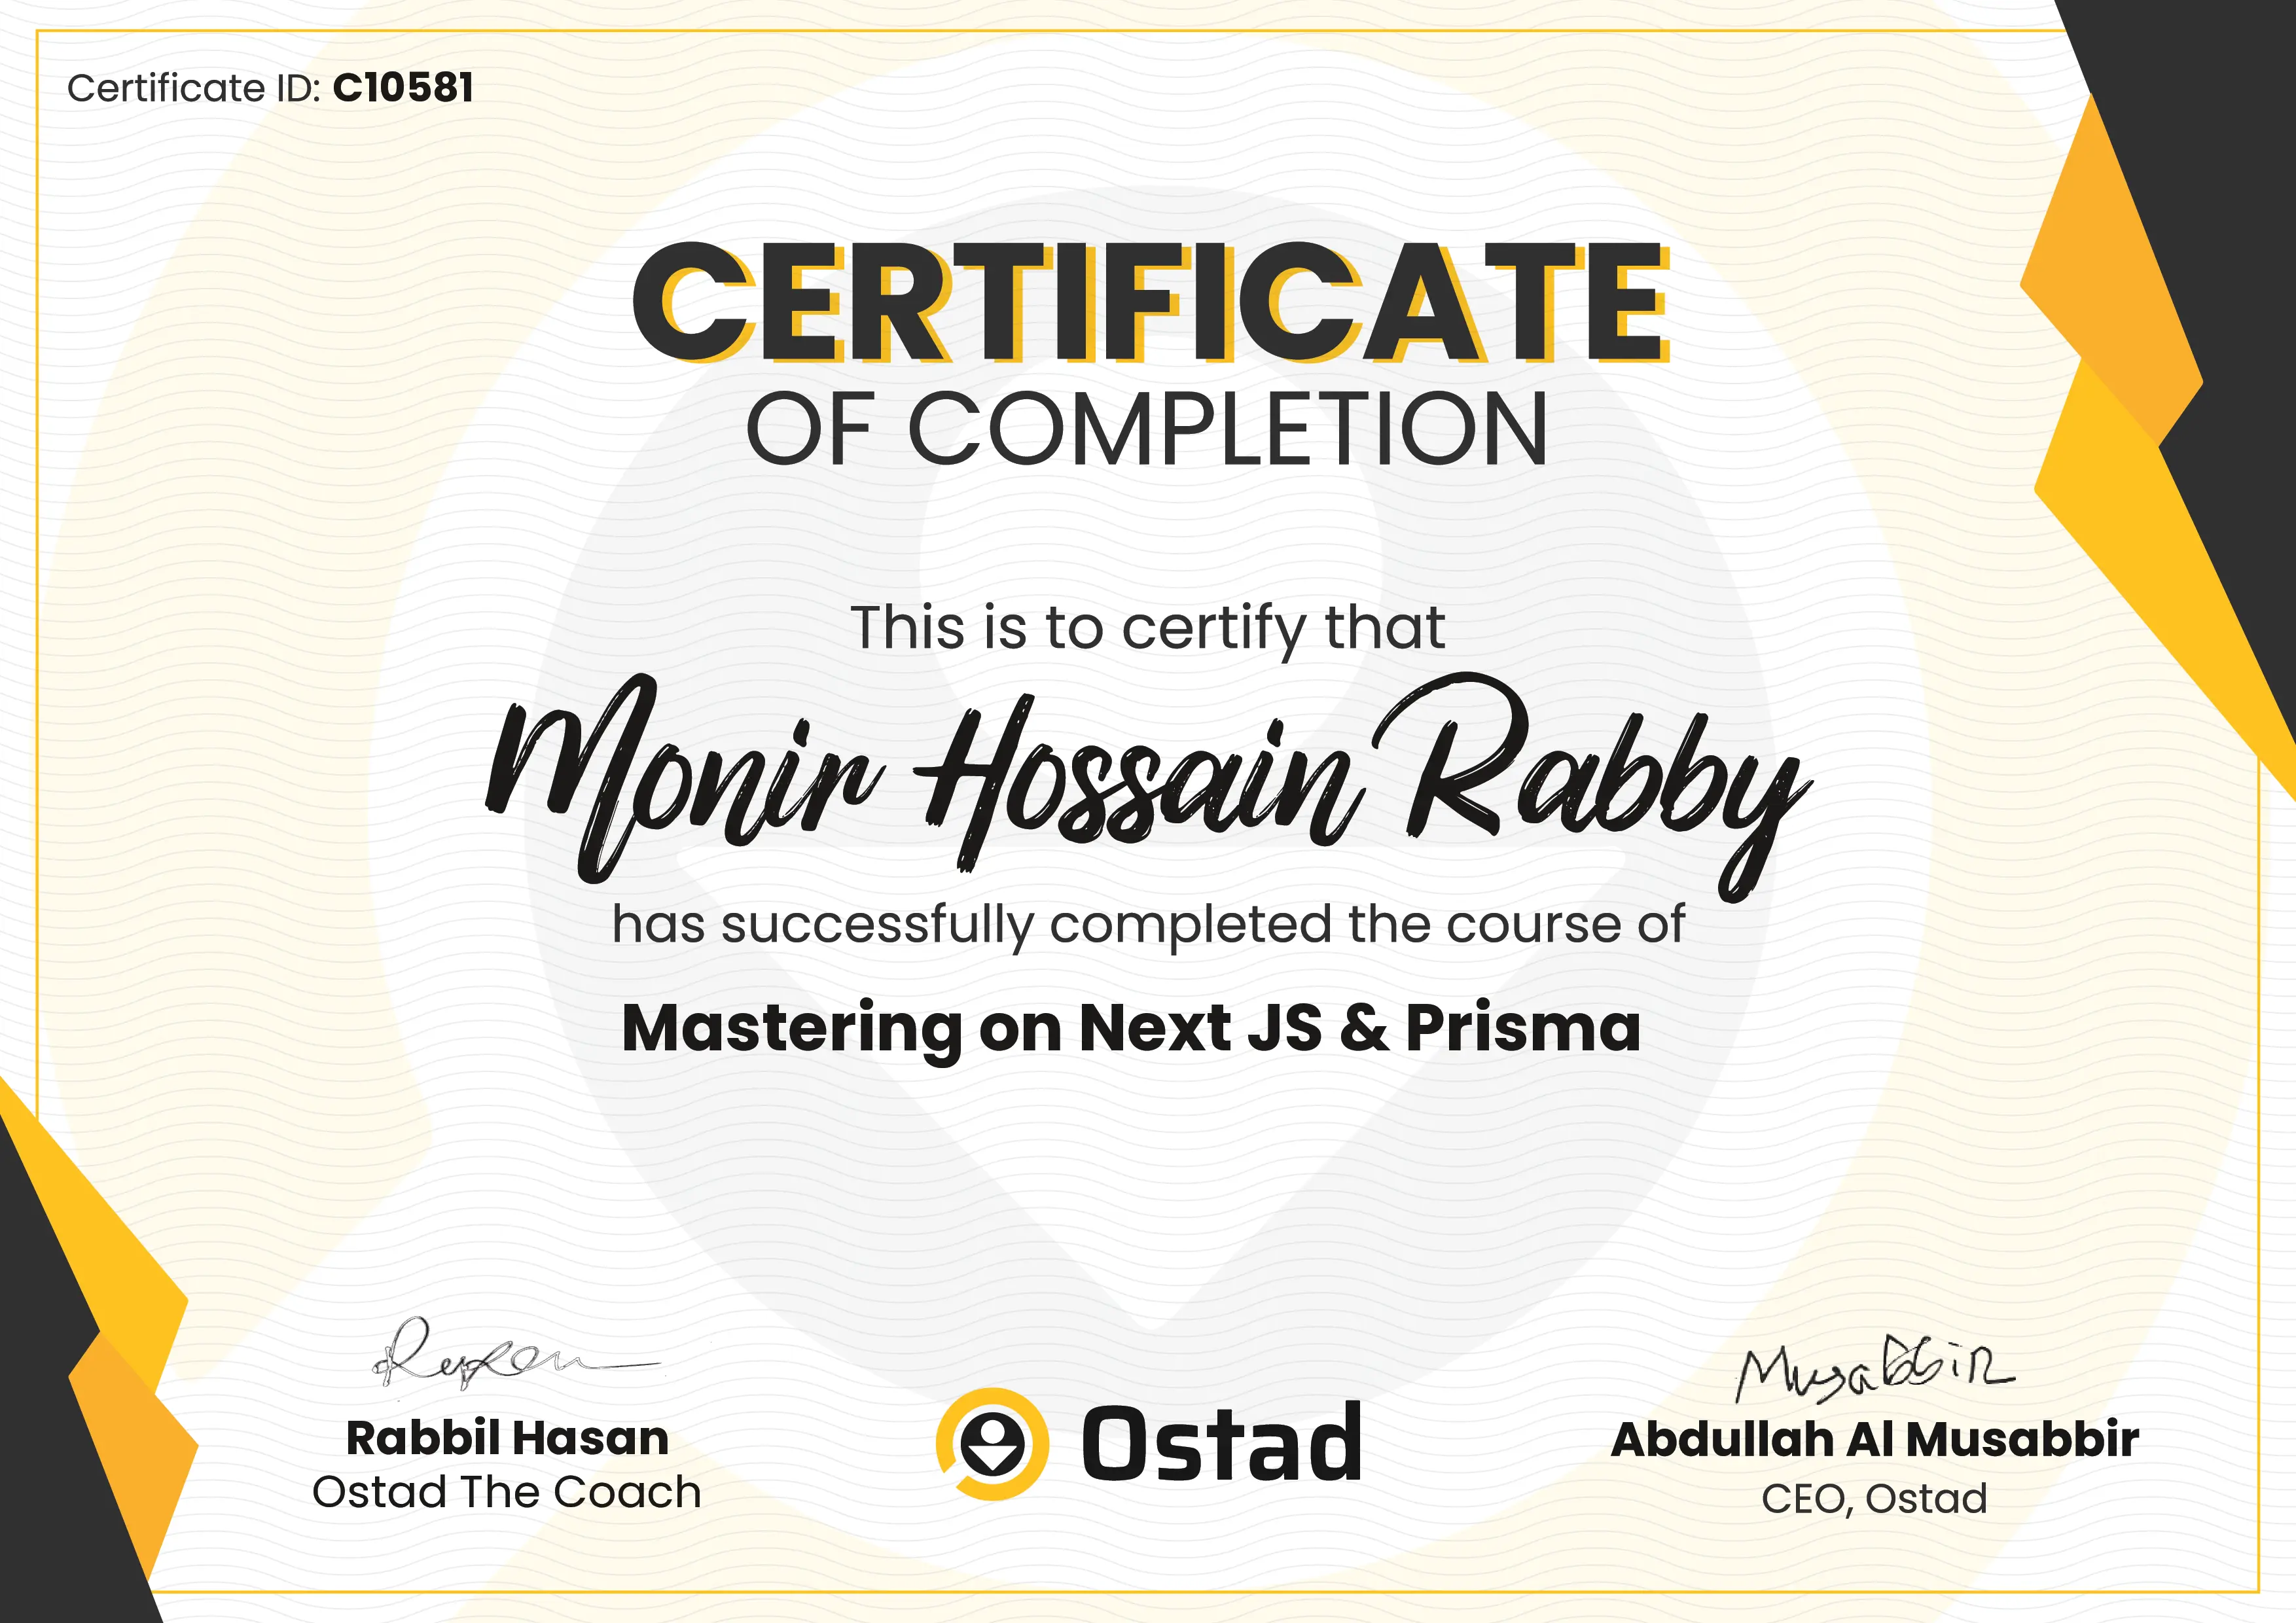 Certificate ID: C10581
CERTIFICATE
OF COMPLETION
This is to certify that
Monir Hossain Rabby
has successfully completed the course of
Mastering on Next JS & Prisma
Musabbir
Rabbil Hasan
Ostad The Coach
Ostad
Abdullah Al Musabbir
CEO, Ostad